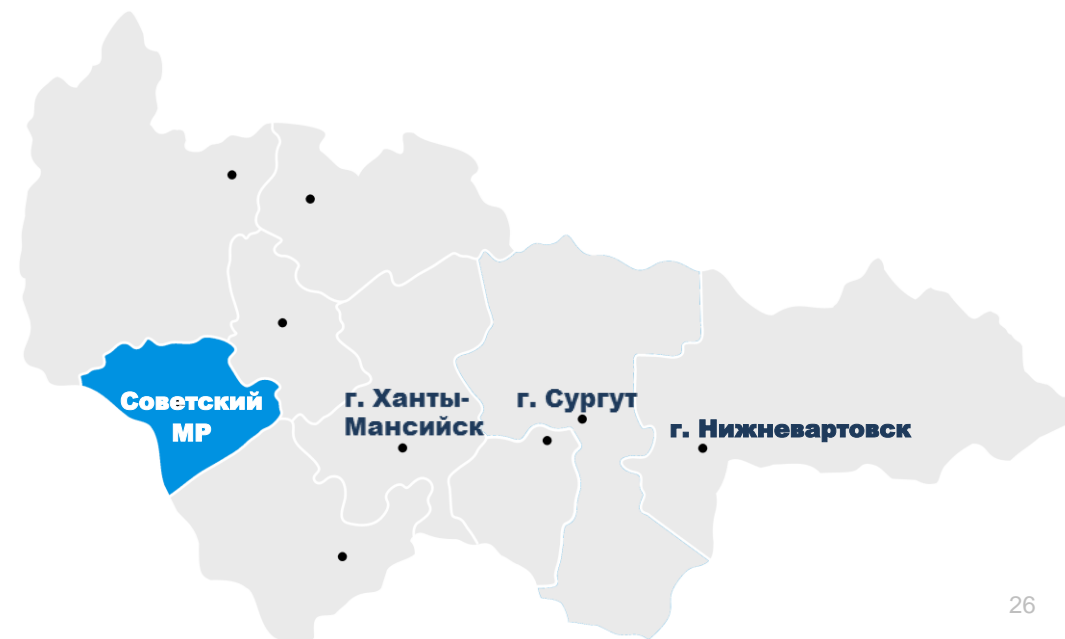 Советский
МР
г. Ханты-
Мансийск
г. Сургут
г. Нижневартовск
26